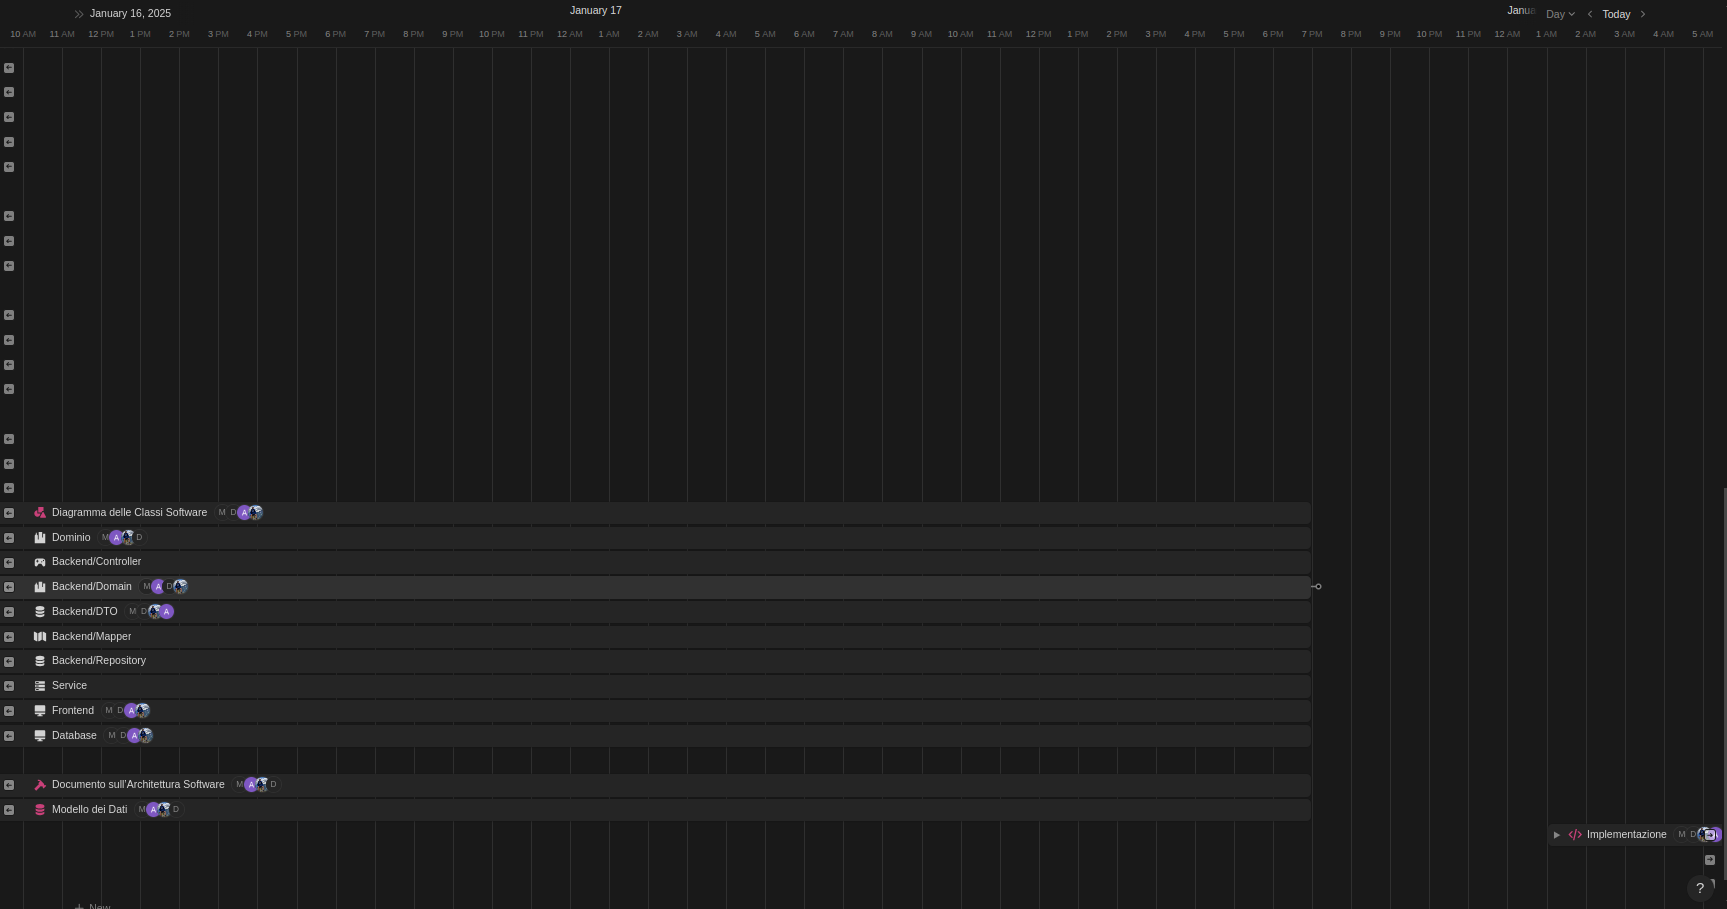 January 16, 2025 January 17 Janua Day Today
10 AM 11 AM 12 PM 1 PM 2 PM 3 PM 4 PM 5 PM 6 PM 7 PM 8 PM 9 PM 10 PM 11 PM 12 AM 1 AM 2 AM 3 AM 4 AM 5 AM 6 AM 7 AM 8 AM 9 AM 10 AM 11 AM 12 PM 1 PM 2 PM 3 PM 4 PM 5 PM 6 PM 7 PM 8 PM 9 PM 10 PM 11 PM 12 AM 1 AM 2 AM 3 AM 4 AM 5 AM
Diagramma delle Classi Software M D A
Dominio M A D
Backend/Controller
Backend/Domain M A D
Backend/DTO M D A
Backend/Mapper
Backend/Repository
Service
Frontend M D A
Database M D A
Documento sull'Architettura Software M A D
Modello dei Dati M A D
Implementazione M D
?
New